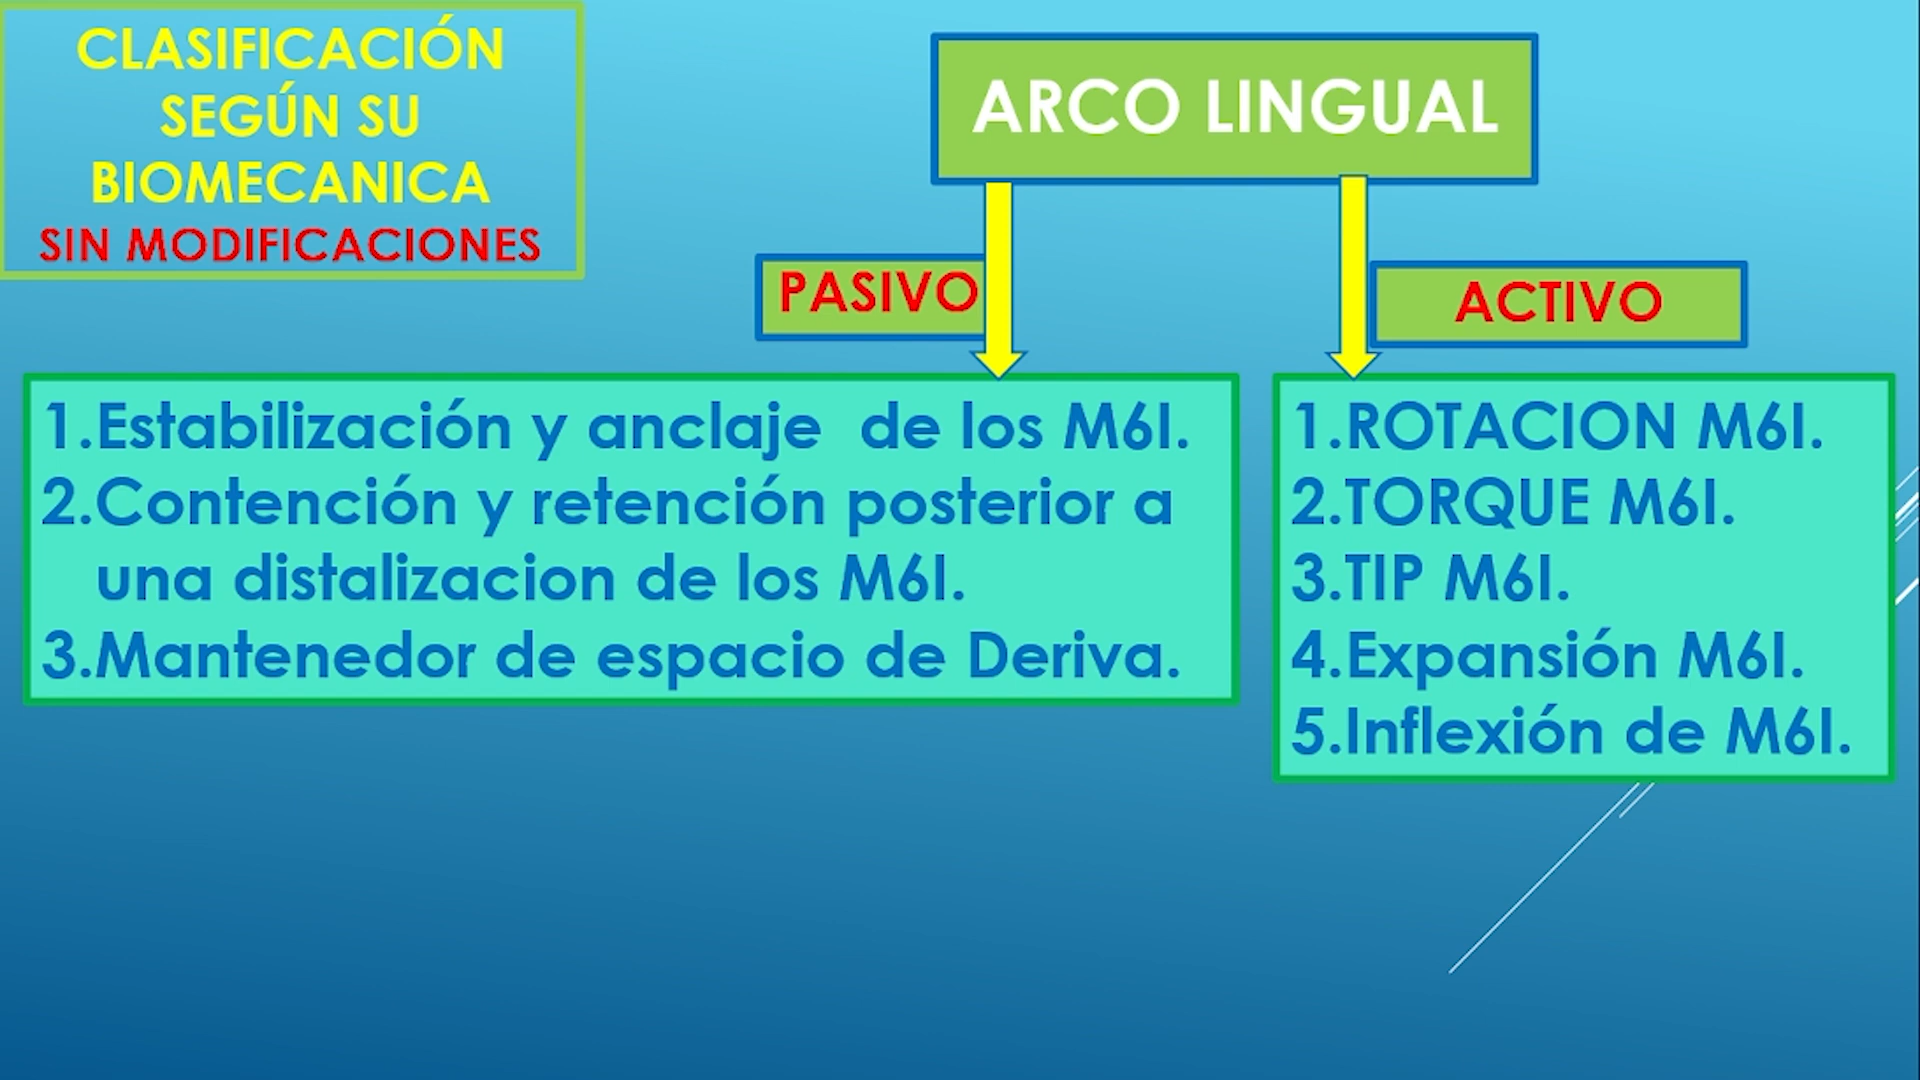 CLASIFICACIÓN
SEGÚN SU
BIOMECANICA
SIN MODIFICACIONES
ARCO LINGUAL
PASIVO
ACTIVO
1.Estabilización y anclaje de los M6I.
2.Contención y retención posterior a
una distalizacion de los M6I.
3.Mantenedor de espacio de Deriva.
1.ROTACION M6I.
2.TORQUE M6I.
3.TIP M6I.
4.Expansión M6I.
5.Inflexión de M6I.